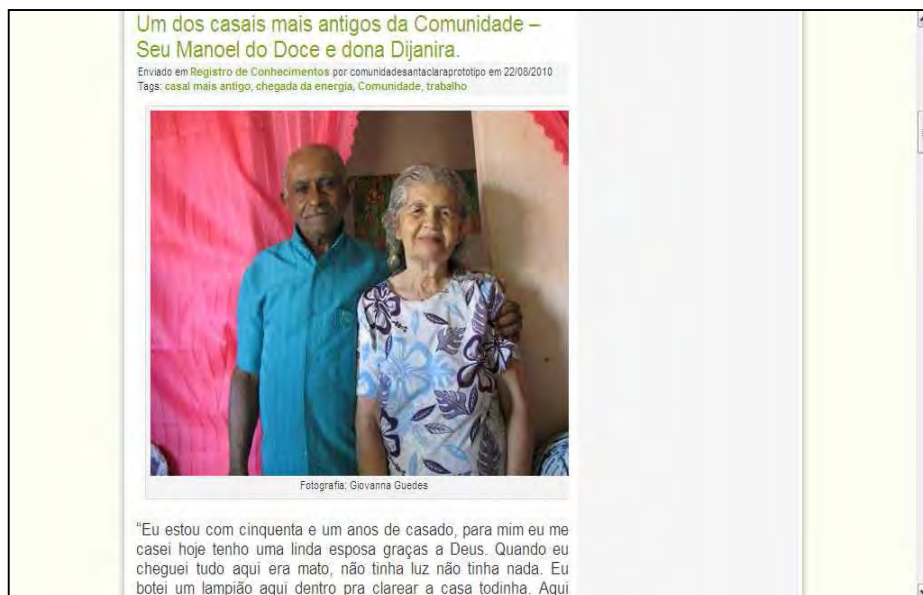 Um dos casais mais antigos da Comunidade –
Seu Manoel do Doce e dona Dijanira.
Enviado em Registro de Conhecimentos por comunidadesantaclaraprototipo em 22/08/2010
Tags: casal mais antigo, chegada da energia, Comunidade, trabalho
Fotografia: Giovanna Guedes
“Eu estou com cinquenta e um anos de casado, para mim eu me
casei hoje tenho uma linda esposa graças a Deus. Quando eu
cheguei tudo aqui era mato, não tinha luz não tinha nada. Eu
botei um lampião aqui dentro pra clarear a casa todinha. Aqui